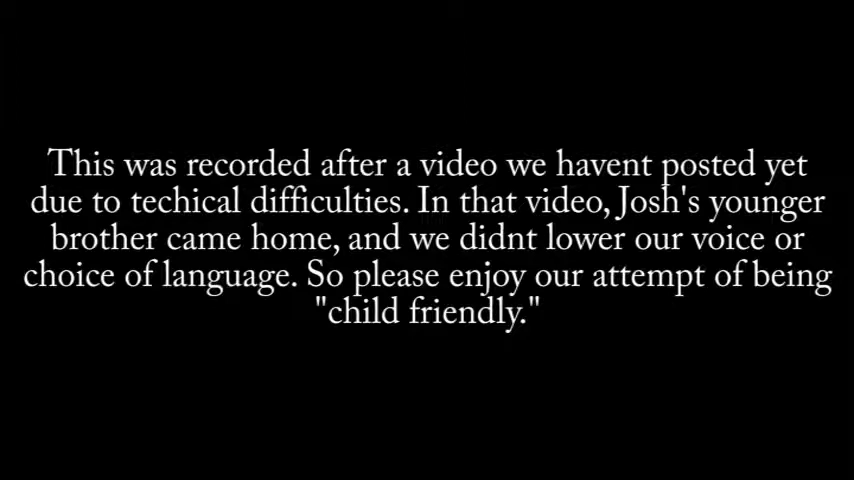 This was recorded after a video we havent posted yet
due to techical difficulties. In that video, Josh's younger
brother came home, and we didnt lower our voice or
choice of language. So please enjoy our attempt of being
"child friendly."